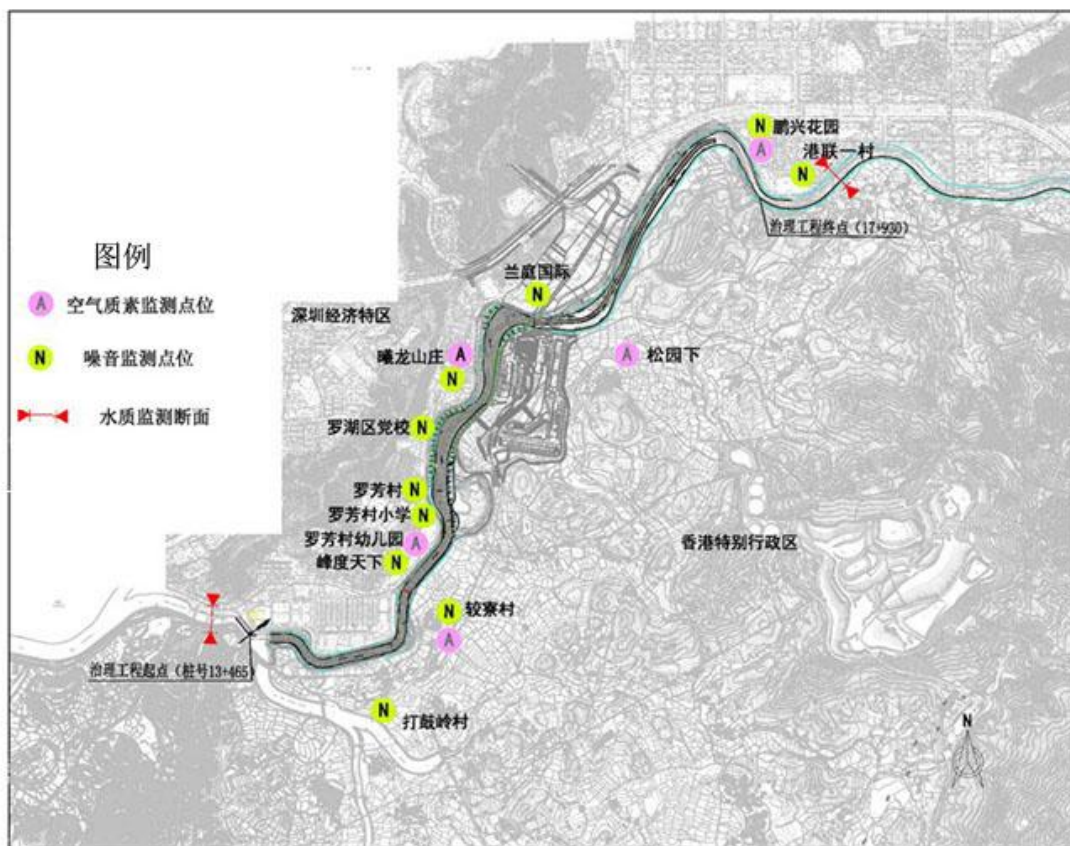 N
鹏兴花园
A
港联一村
N
治理工程终点（17+930）
兰庭国际
N
图例
A
空气质素监测点位
N
噪音监测点位
水质监测断面
深圳经济特区
曦龙山庄
A
N
A
松园下
罗湖区党校
N
罗芳村
N
罗芳村小学
N
罗芳村幼儿园
A
峰度天下
N
香港特别行政区
N
较寮村
A
治理工程起点（桩号13+465）
N
打鼓岭村
N